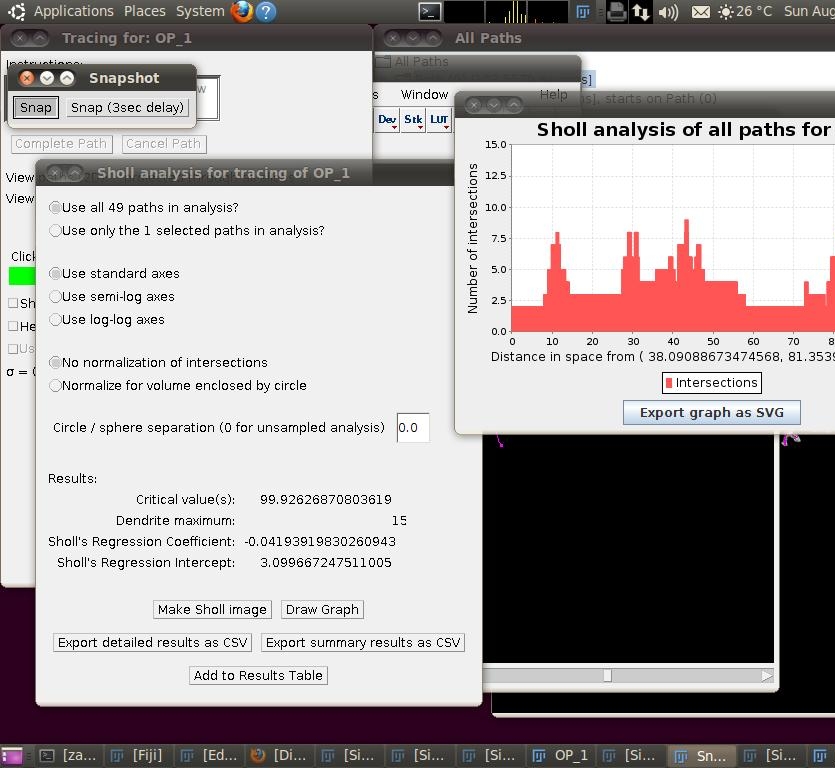 Applications Places System 26 °C Sun Aug
Tracing for: OP_1
All Paths
Instructions:
All Paths
Snapshot
Window Help
Snap Snap (3sec delay)
starts on Path (0)
Dev Stk LUT
Complete Path Cancel Path
View
View
Sholl analysis for tracing of OP_1
Use all 49 paths in analysis?
Use only the 1 selected paths in analysis?
Click
Use standard axes
Use semi-log axes
Use log-log axes
Sh
He
Us
σ = (
No normalization of intersections
Normalize for volume enclosed by circle
Circle / sphere separation (0 for unsampled analysis) 0.0
Results:
Critical value(s): 99.92626870803619
Dendrite maximum: 15
Sholl's Regression Coefficient: -0.04193919830260943
Sholl's Regression Intercept: 3.099667247511005
Make Sholl image Draw Graph
Export detailed results as CSV Export summary results as CSV
Add to Results Table
Sholl analysis of all paths for
Number of intersections
15.0
12.5
10.0
7.5
5.0
2.5
0.0
0 10 20 30 40 50 60 70 8
Distance in space from ( 38.09088673474568, 81.3539
Intersections
Export graph as SVG
[za... [Fiji] [Ed... [Di... [Si... [Si... [Si... OP_1 [Si... Sn... [Si...